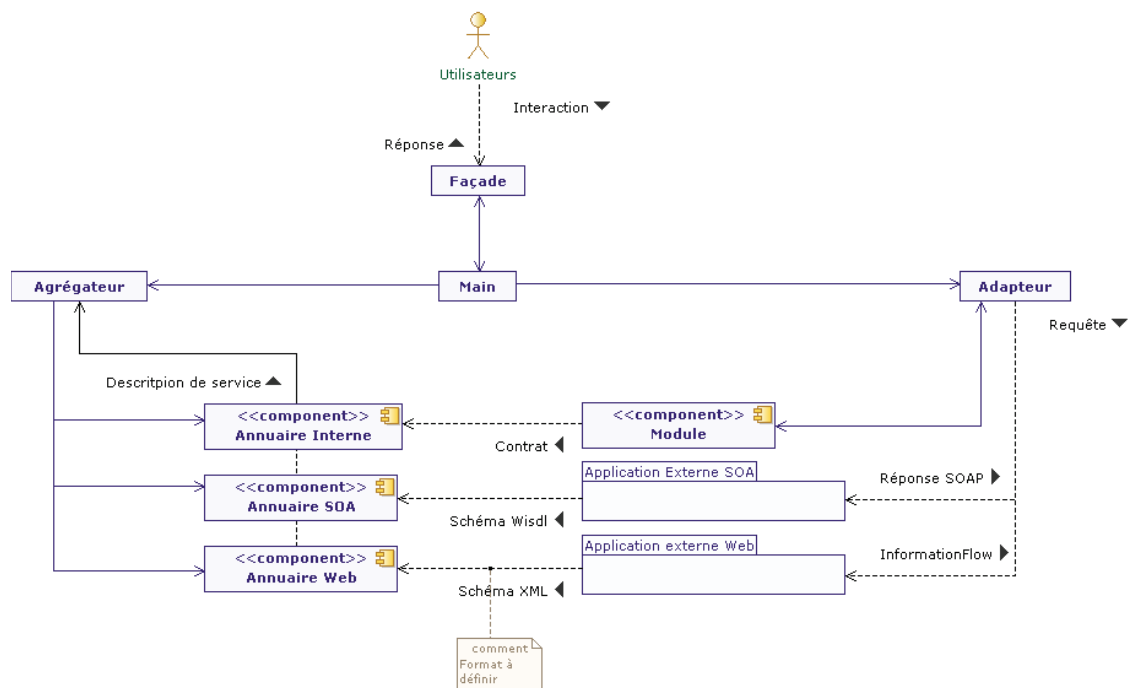 Utilisateurs
Interaction
Réponse
Façade
Agrégateur
Main
Adapteur
Requête
Descritpion de service
<<component>>
Annuaire Interne
<<component>>
Module
Contrat
Application Externe SOA
<<component>>
Annuaire SOA
Réponse SOAP
Schéma Wisdl
Application externe Web
<<component>>
Annuaire Web
InformationFlow
Schéma XML
comment
Format à
définir